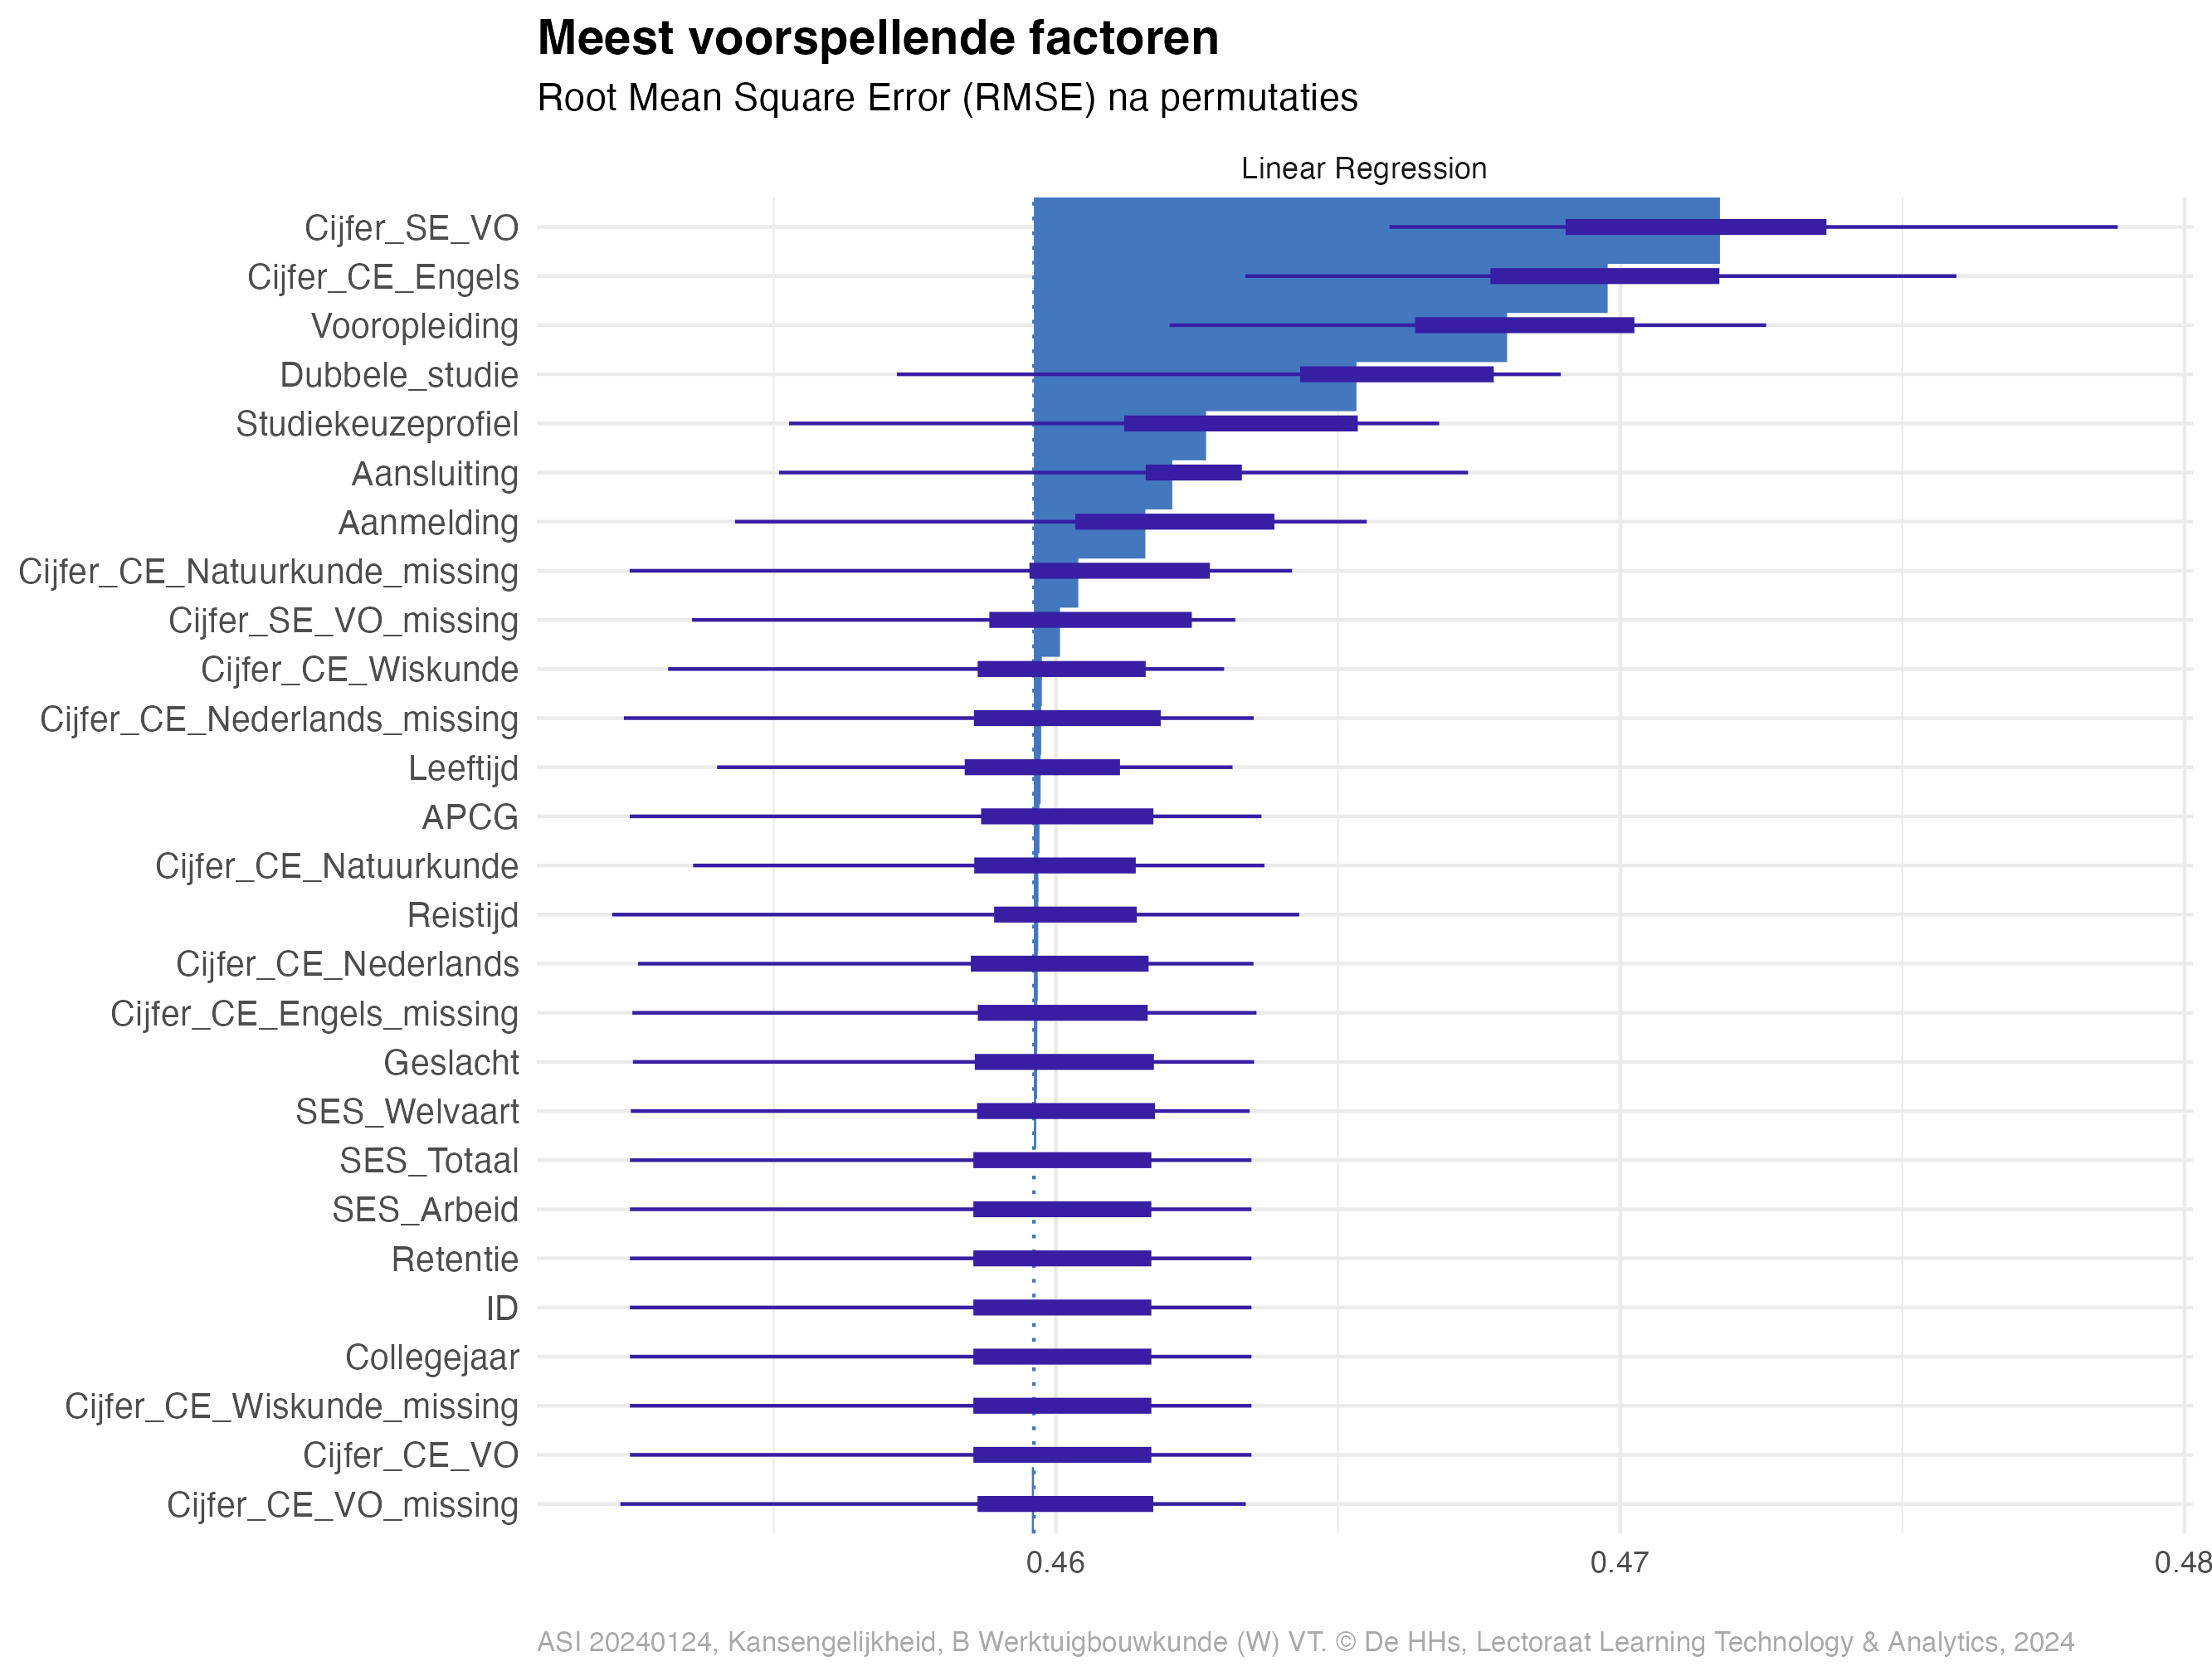 Meest voorspellende factoren
Root Mean Square Error (RMSE) na permutaties
Linear Regression
Cijfer_SE_VO
Cijfer_CE_Engels
Vooropleiding
Dubbele_studie
Studiekeuzeprofiel
Aansluiting
Aanmelding
Cijfer_CE_Natuurkunde_missing
Cijfer_SE_VO_missing
Cijfer_CE_Wiskunde
Cijfer_CE_Nederlands_missing
Leeftijd
APCG
Cijfer_CE_Natuurkunde
Reistijd
Cijfer_CE_Nederlands
Cijfer_CE_Engels_missing
Geslacht
SES_Welvaart
SES_Totaal
SES_Arbeid
Retentie
ID
Collegejaar
Cijfer_CE_Wiskunde_missing
Cijfer_CE_VO
Cijfer_CE_VO_missing
0.46 0.47 0.48
ASI 20240124, Kansengelijkheid, B Werktuigbouwkunde (W) VT. © De HHs, Lectoraat Learning Technology & Analytics, 2024